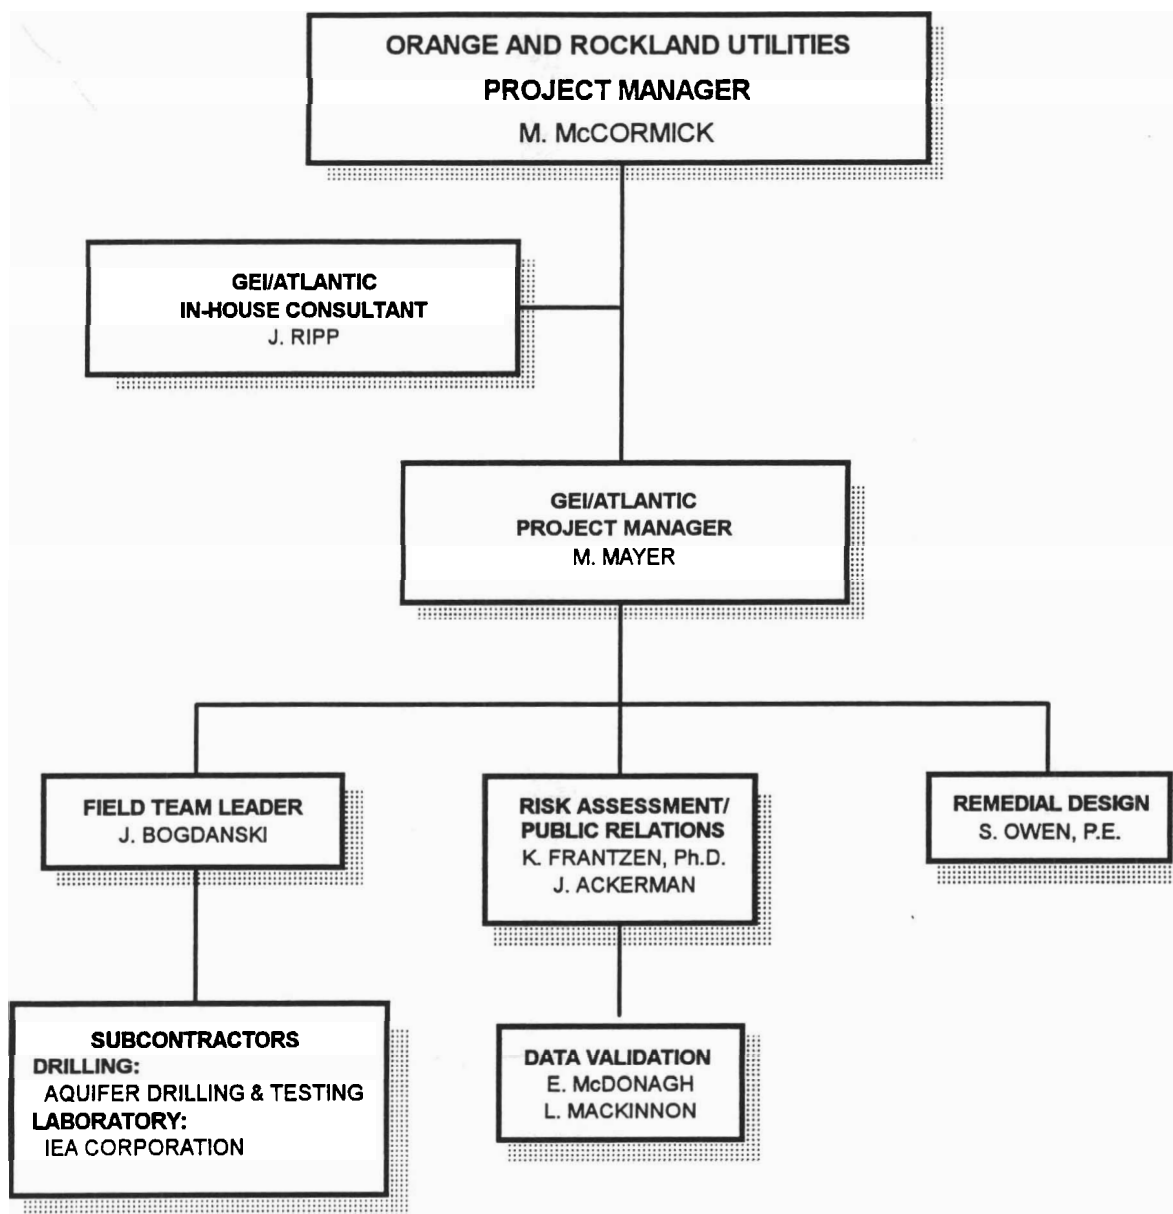 ORANGE AND ROCKLAND UTILITIES
PROJECT MANAGER
M. McCORMICK
GEI/ATLANTIC
IN-HOUSE CONSULTANT
J. RIPP
GEI/ATLANTIC
PROJECT MANAGER
M. MAYER
FIELD TEAM LEADER
J. BOGDANSKI
RISK ASSESSMENT/
PUBLIC RELATIONS
K. FRANTZEN, Ph.D.
J. ACKERMAN
REMEDIAL DESIGN
S. OWEN, P.E.
SUBCONTRACTORS
DRILLING:
AQUIFER DRILLING & TESTING
LABORATORY:
IEA CORPORATION
DATA VALIDATION
E. McDONAGH
L. MACKINNON